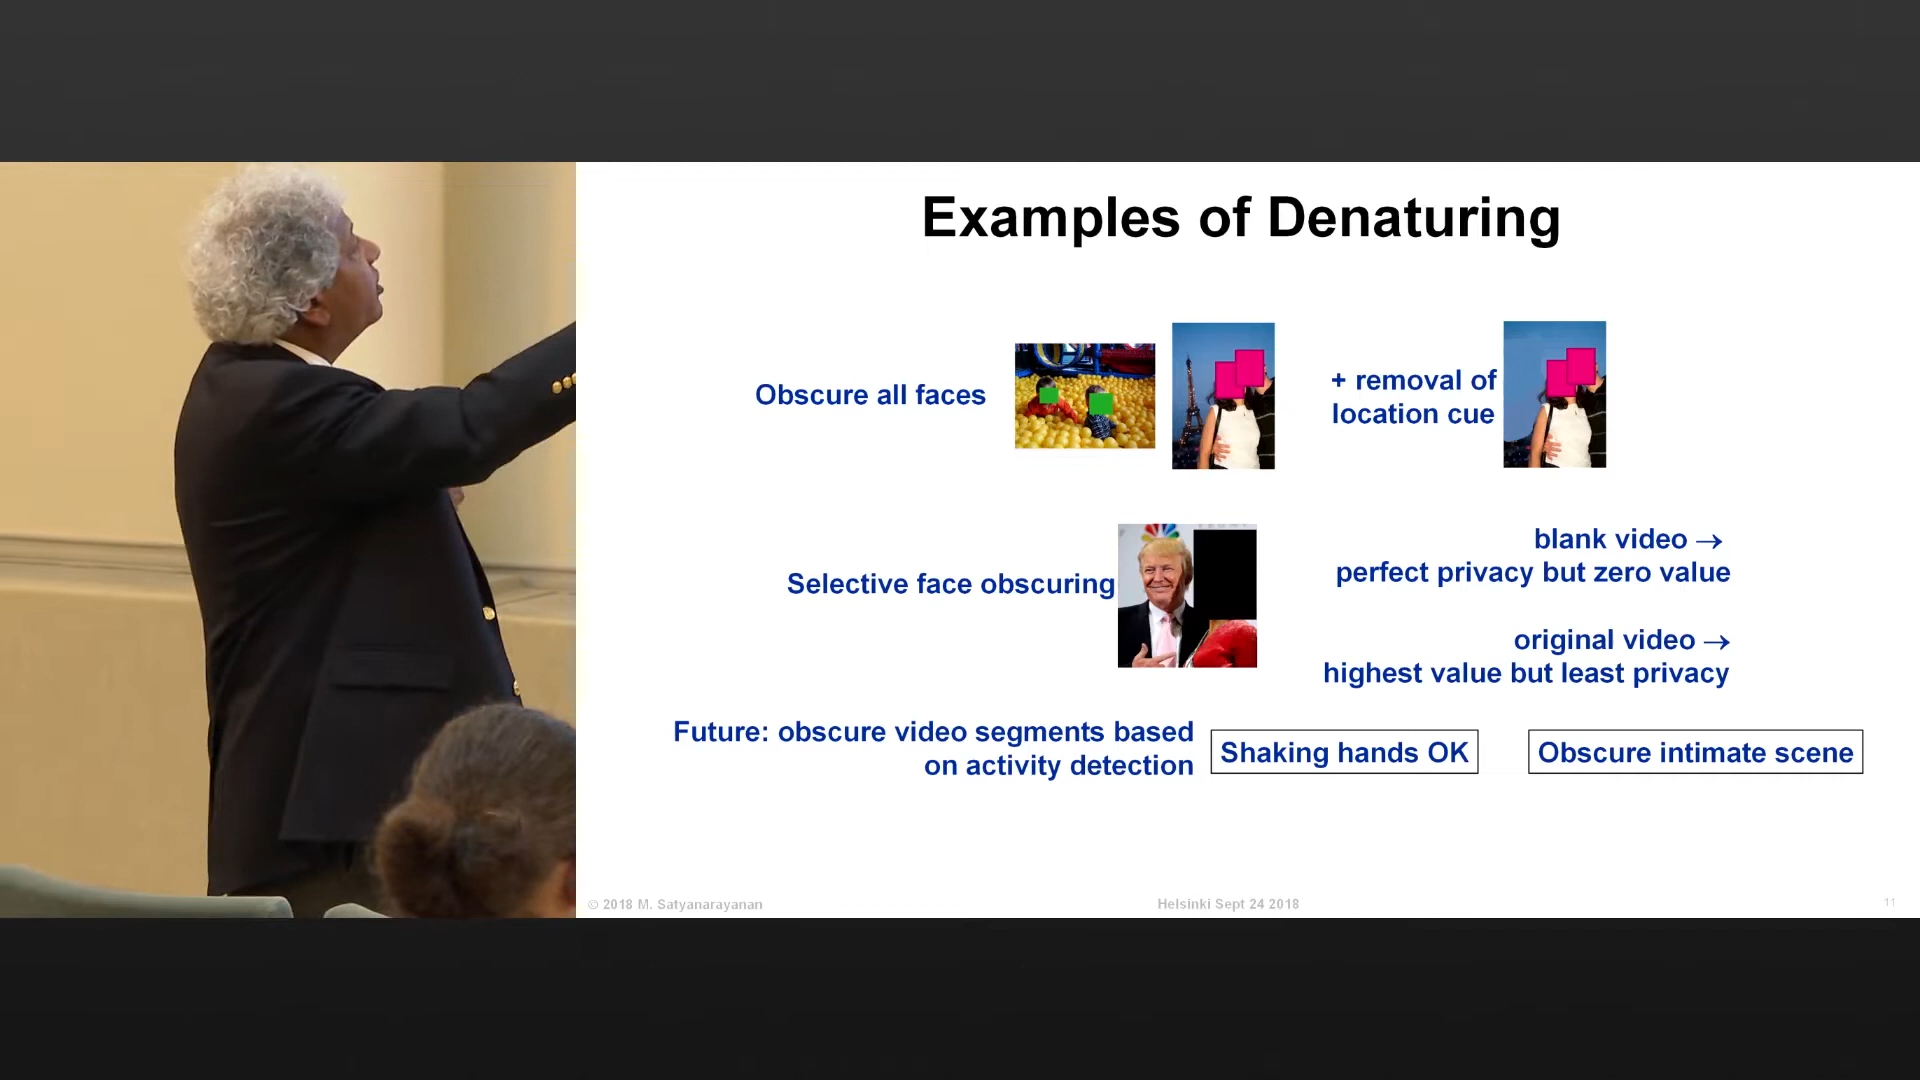 Examples of Denaturing
Obscure all faces
+ removal of
location cue
Selective face obscuring
blank video →
perfect privacy but zero value
original video →
highest value but least privacy
Future: obscure video segments based
on activity detection
Shaking hands OK
Obscure intimate scene
© 2018 M. Satyanarayanan
Helsinki Sept 24 2018
11